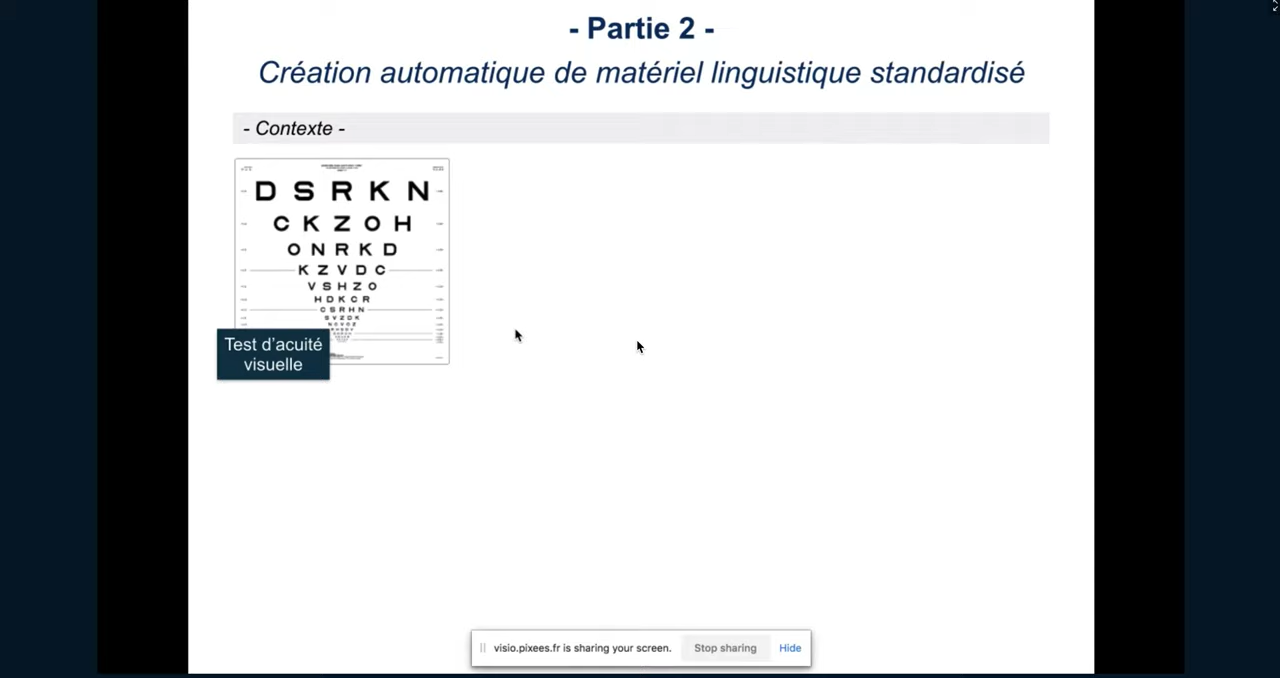 - Partie 2 -
Création automatique de matériel linguistique standardisé
- Contexte -
D S R K N
C K Z O H
O N R K D
K Z V D C
V S H Z O
H D K C R
C S R H N
S V Z D K
N C V O Z
Test d'acuité
visuelle
visio.pixees.fr is sharing your screen.
Stop sharing
Hide